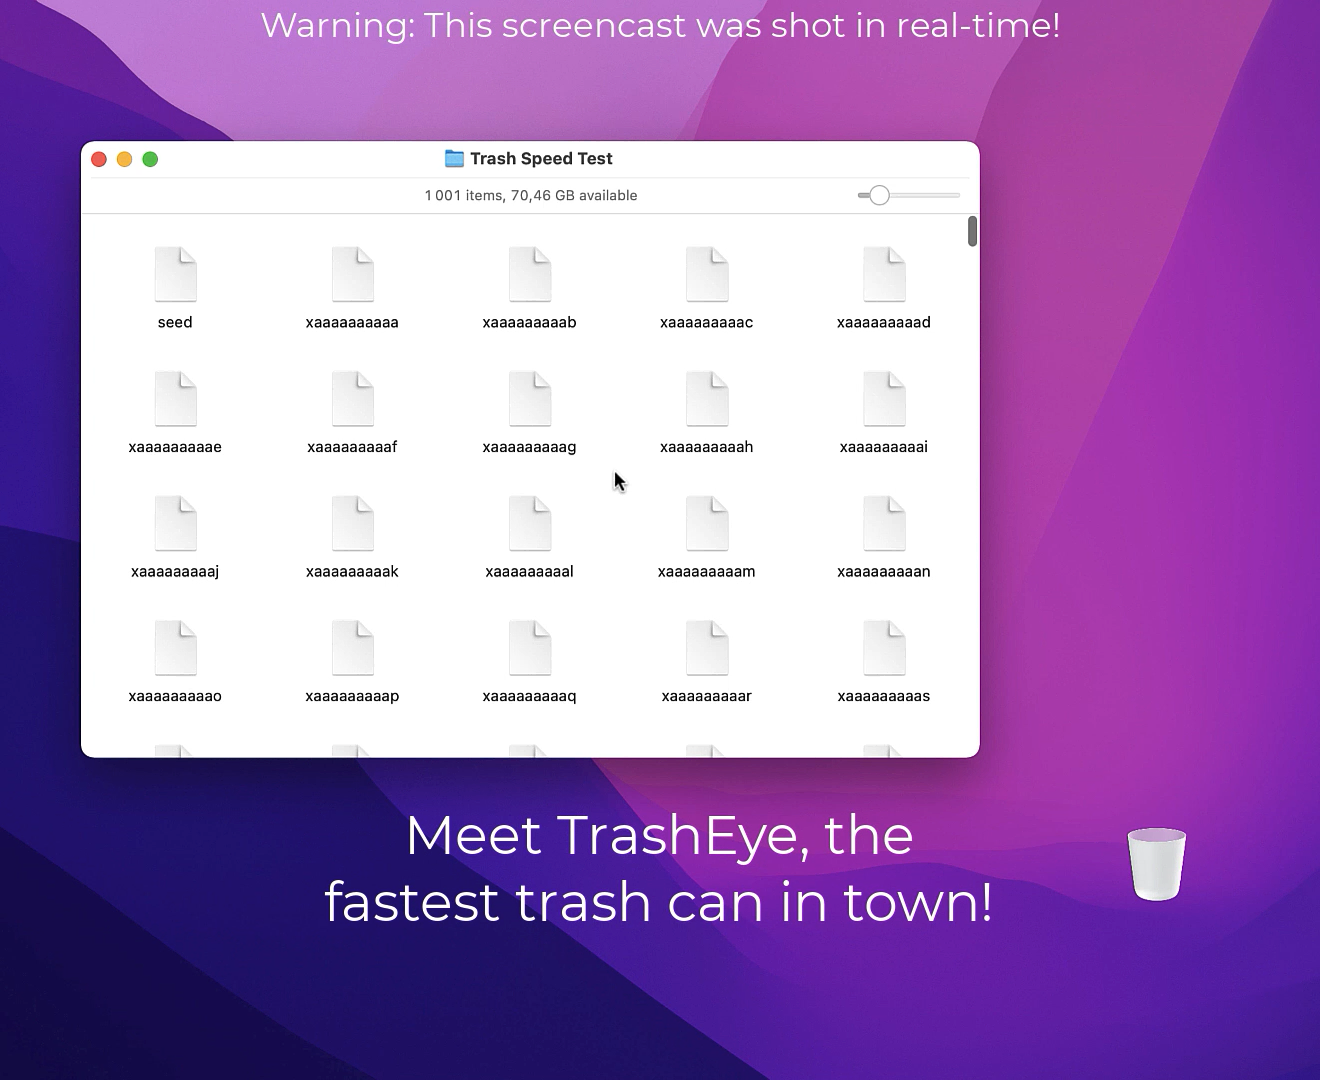 Warning: This screencast was shot in real-time!
Trash Speed Test
1 001 items, 70,46 GB available
seed xaaaaaaaaaa xaaaaaaaaab xaaaaaaaaac xaaaaaaaaad
xaaaaaaaaae xaaaaaaaaaf xaaaaaaaaag xaaaaaaaaah xaaaaaaaaai
xaaaaaaaaaj xaaaaaaaaak xaaaaaaaaal xaaaaaaaaam xaaaaaaaaan
xaaaaaaaaao xaaaaaaaaap xaaaaaaaaaq xaaaaaaaaar xaaaaaaaaas
Meet TrashEye, the
fastest trash can in town!